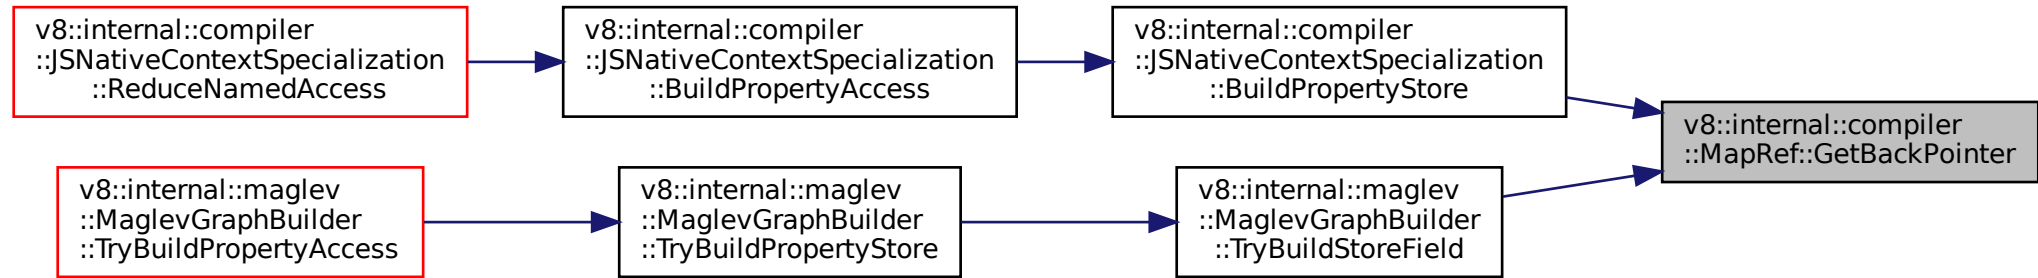 v8::internal::compiler
::JSNativeContextSpecialization
::ReduceNamedAccess
v8::internal::compiler
::JSNativeContextSpecialization
::BuildPropertyAccess
v8::internal::compiler
::JSNativeContextSpecialization
::BuildPropertyStore
v8::internal::compiler
::MapRef::GetBackPointer
v8::internal::maglev
::MaglevGraphBuilder
::TryBuildPropertyAccess
v8::internal::maglev
::MaglevGraphBuilder
::TryBuildPropertyStore
v8::internal::maglev
::MaglevGraphBuilder
::TryBuildStoreField